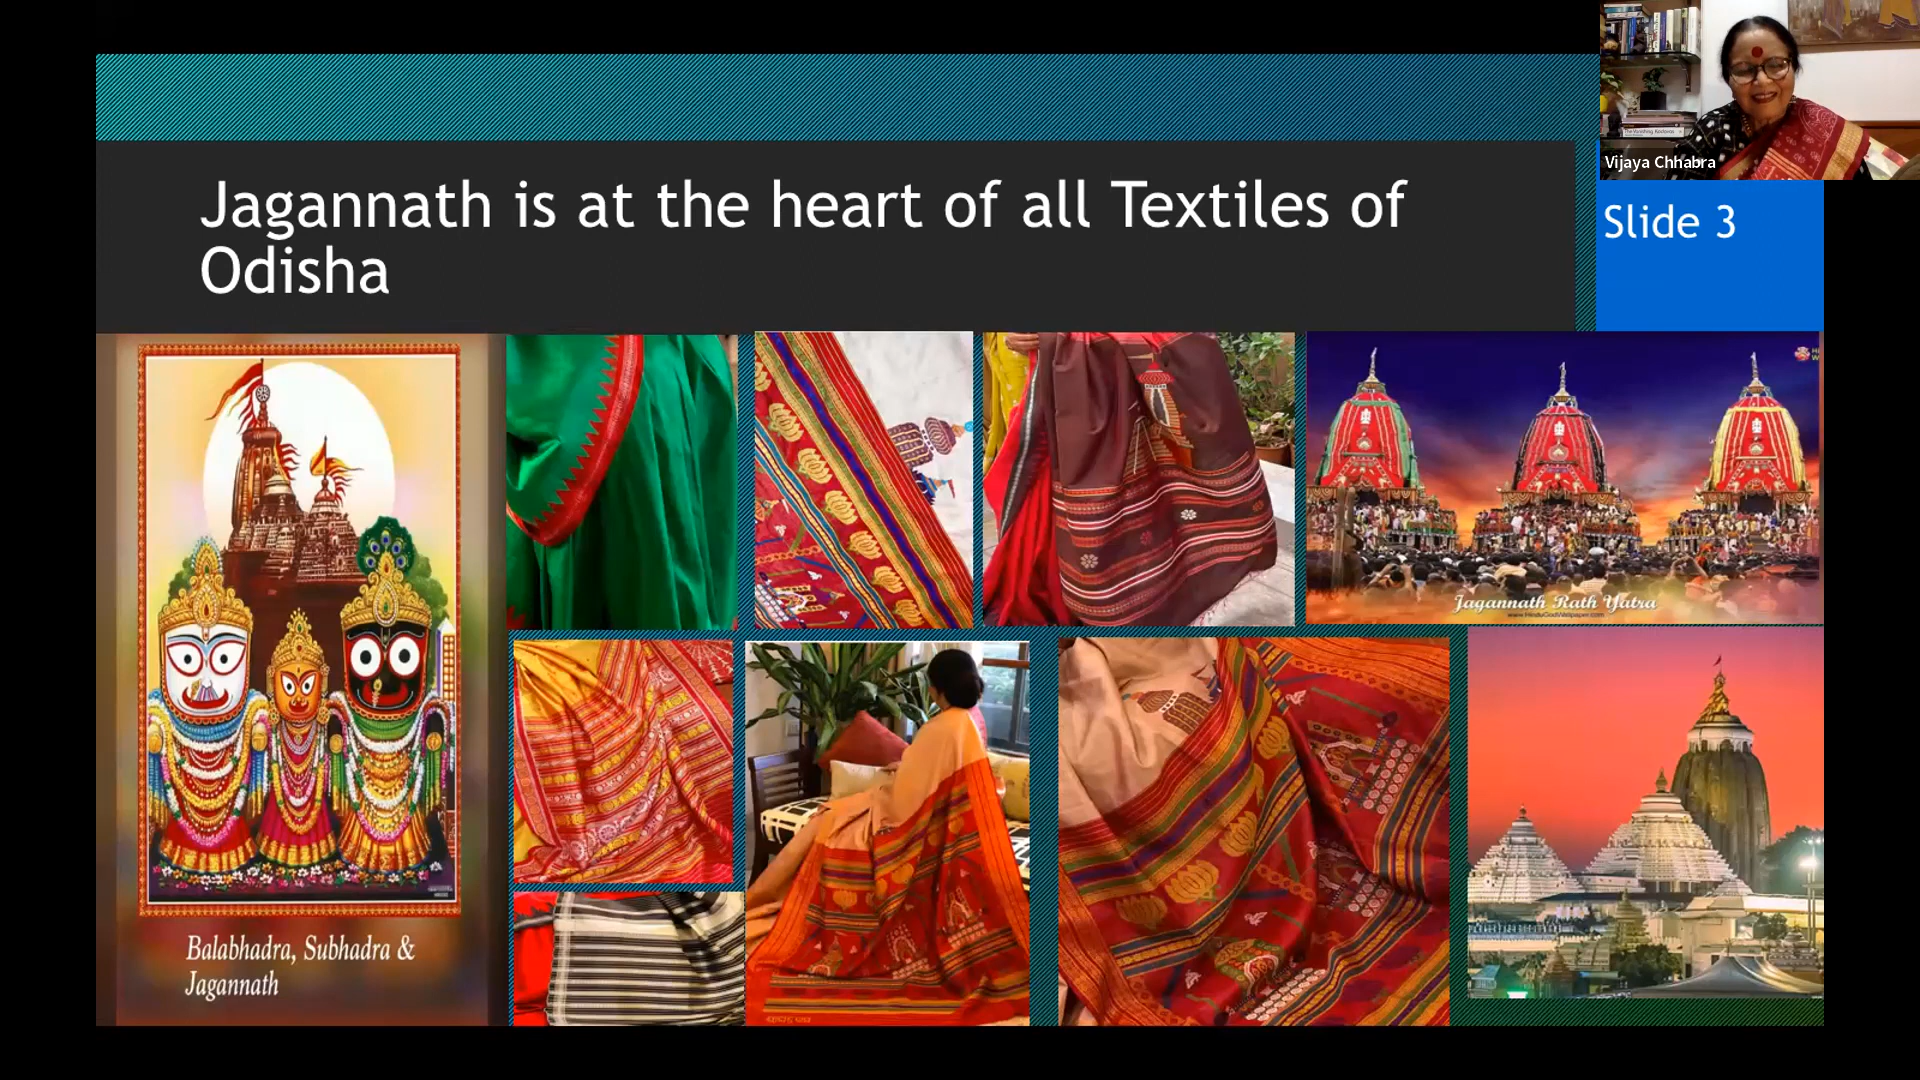 Jagannath is at the heart of all Textiles of
Odisha
Vijaya Chhabra
Slide 3
Balabhadra, Subhadra &
Jagannath
Jagannath Rath Yatra